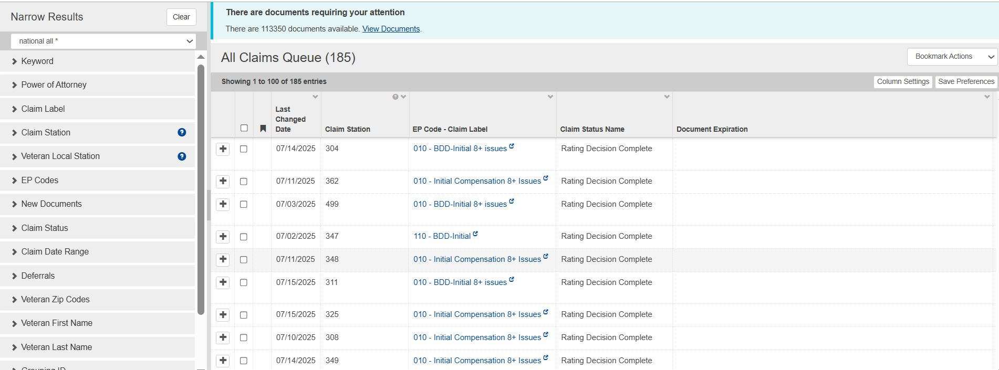 Narrow Results
Clear
national all *
Keyword
Power of Attorney
Claim Label
Claim Station
?
Veteran Local Station
?
EP Codes
New Documents
Claim Status
Claim Date Range
Deferrals
Veteran Zip Codes
Veteran First Name
Veteran Last Name
Grouping ID
There are documents requiring your attention
There are 113350 documents available. View Documents.
All Claims Queue (185)
Bookmark Actions
Showing 1 to 100 of 185 entries
Column Settings
Save Preferences
?
Last
Changed
Date
Claim Station
EP Code - Claim Label
Claim Status Name
Document Expiration
07/14/2025 304 010 - BDD-Initial 8+ issues Rating Decision Complete
07/11/2025 362 010 - Initial Compensation 8+ Issues Rating Decision Complete
07/03/2025 499 010 - BDD-Initial 8+ issues Rating Decision Complete
07/02/2025 347 110 - BDD-Initial Rating Decision Complete
07/11/2025 348 010 - Initial Compensation 8+ Issues Rating Decision Complete
07/15/2025 311 010 - BDD-Initial 8+ issues Rating Decision Complete
07/15/2025 325 010 - Initial Compensation 8+ Issues Rating Decision Complete
07/10/2025 308 010 - Initial Compensation 8+ Issues Rating Decision Complete
07/14/2025 349 010 - Initial Compensation 8+ Issues Rating Decision Complete